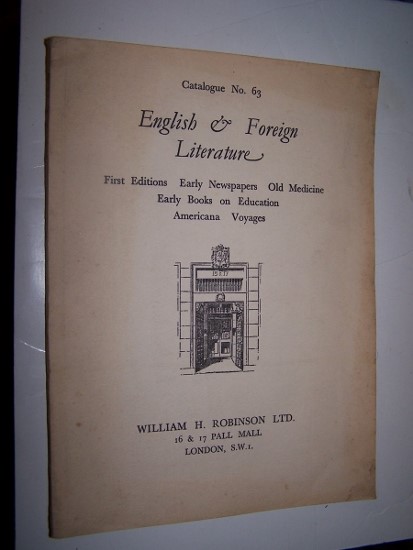 Catalogue No. 63
English & Foreign
Literature
First Editions Early Newspapers Old Medicine
Early Books on Education
Americana Voyages
WILLIAM H. ROBINSON LTD.
16 & 17 PALL MALL
LONDON, S.W.1.